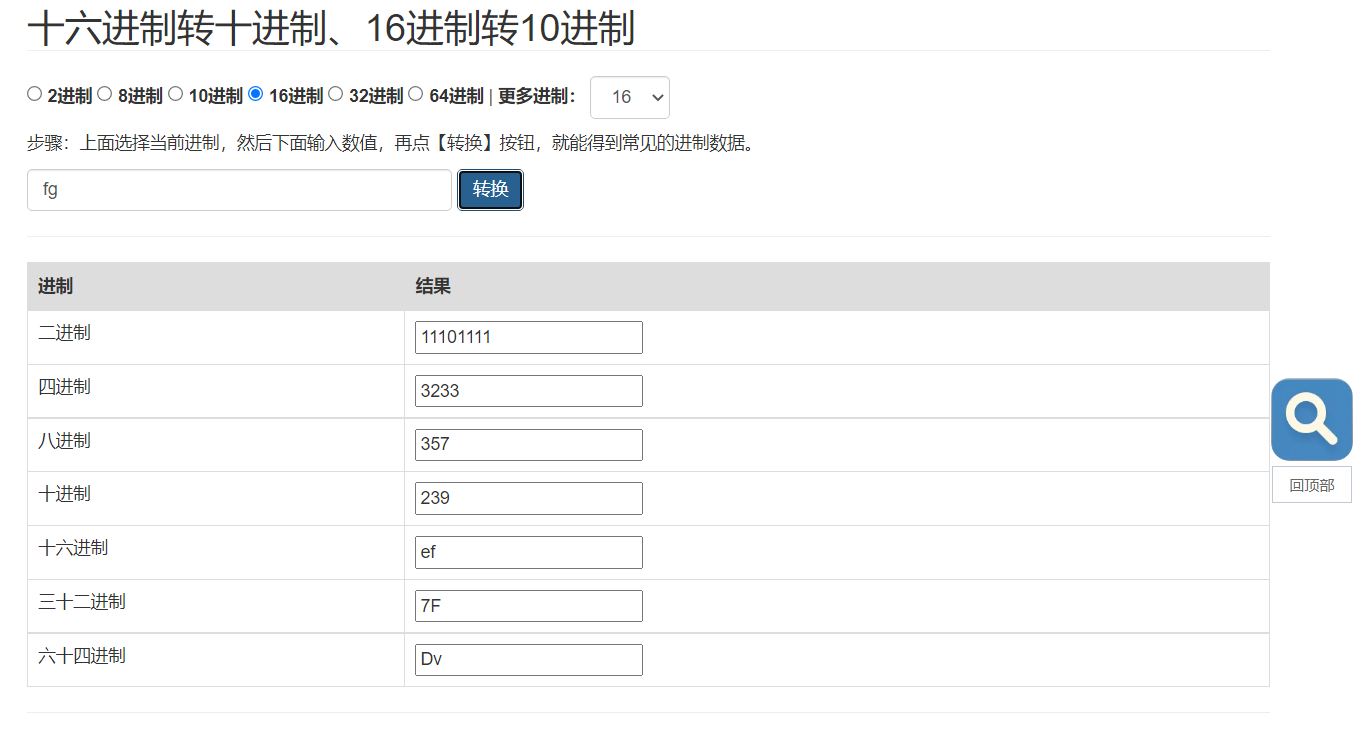 十六进制转十进制、16进制转10进制
2进制 8进制 10进制 16进制 32进制 64进制 | 更多进制： 16
步骤：上面选择当前进制，然后下面输入数值，再点【转换】按钮，就能得到常见的进制数据。
fg 转换
进制 结果
二进制 11101111
四进制 3233
八进制 357
十进制 239
回顶部
十六进制 ef
三十二进制 7F
六十四进制 Dv